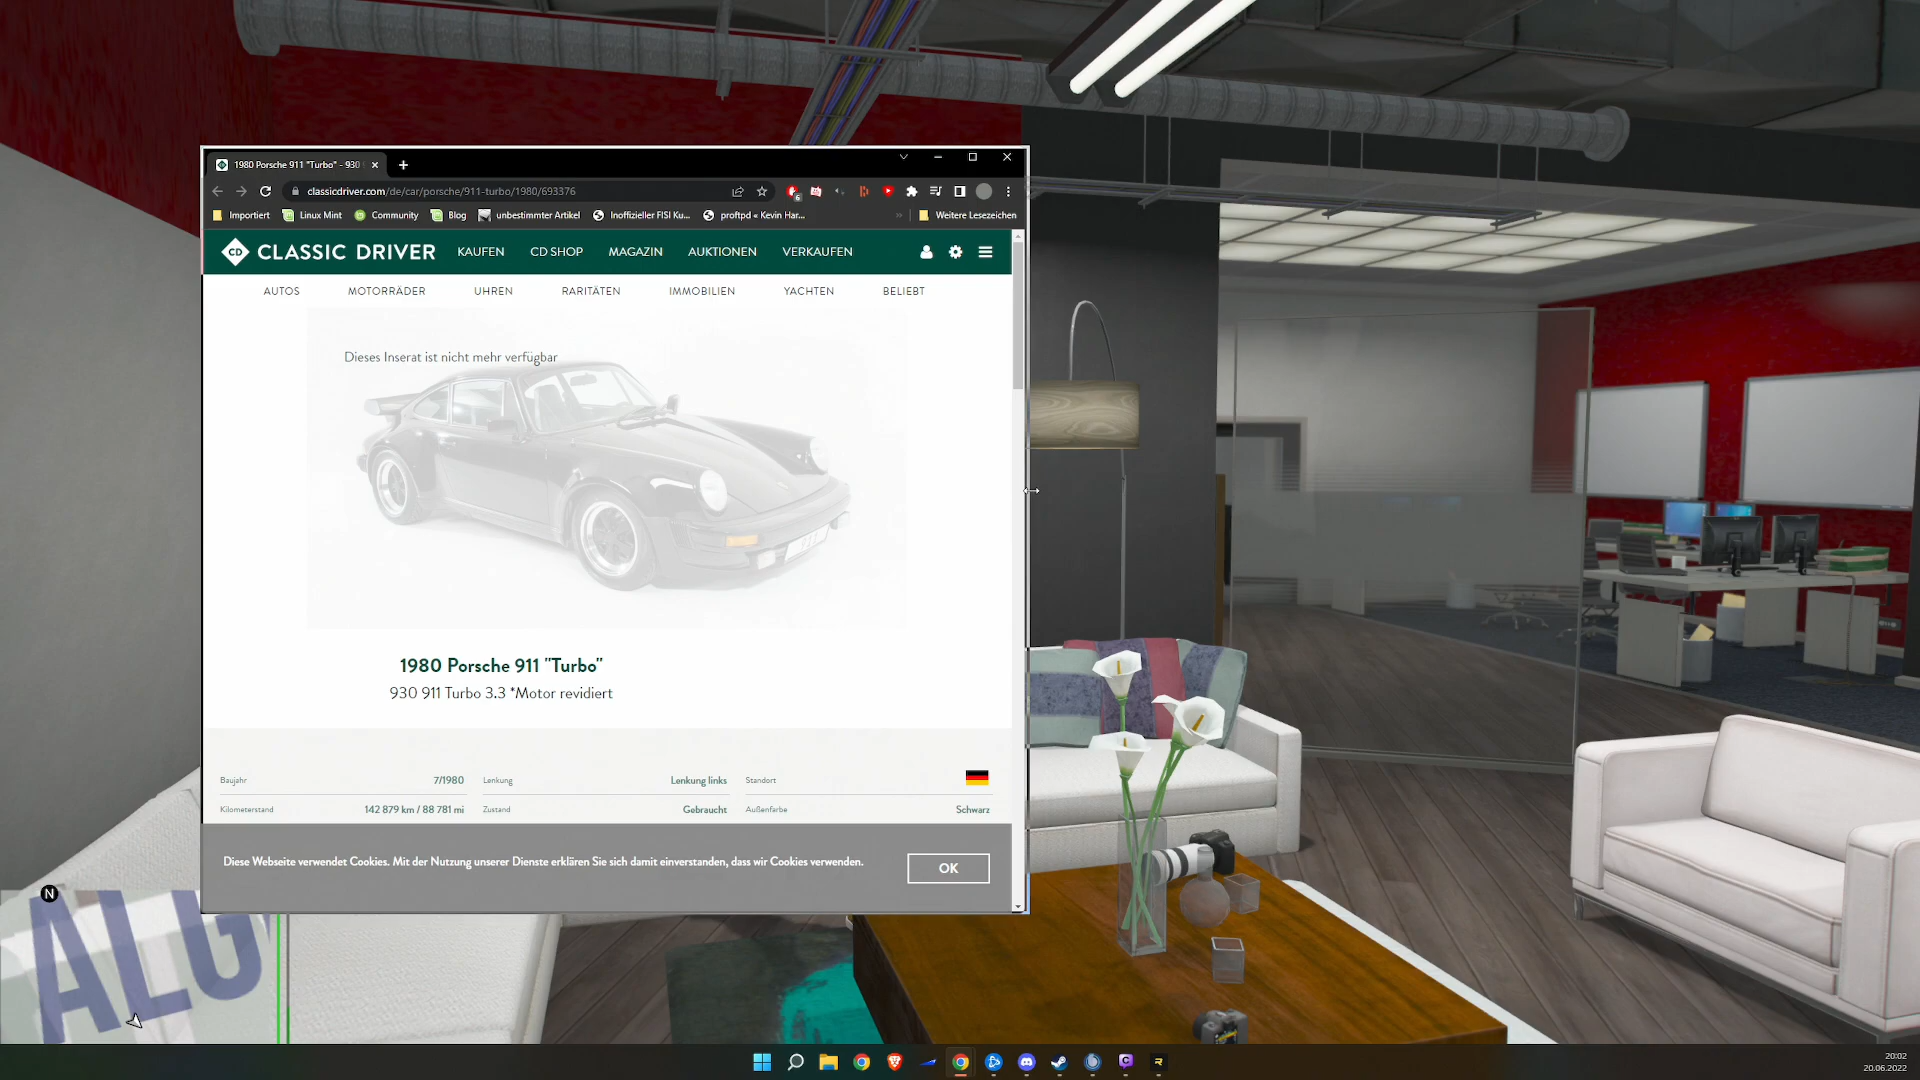 1980 Porsche 911 "Turbo" - 930
classicdriver.com/de/car/porsche/911-turbo/1980/693376
6
Importiert Linux Mint Community Blog unbestimmter Artikel Inoffizieller FISI Ku... proftpd « Kevin Har... » Weitere Lesezeichen
CD CLASSIC DRIVER KAUFEN CD SHOP MAGAZIN AUKTIONEN VERKAUFEN
AUTOS MOTORRÄDER UHREN RARITÄTEN IMMOBILIEN YACHTEN BELIEBT
Dieses Inserat ist nicht mehr verfügbar
1980 Porsche 911 "Turbo"
930 911 Turbo 3.3 *Motor revidiert
Baujahr 7/1980 Lenkung Lenkung links Standort
Kilometerstand 142 879 km / 88 781 mi Zustand Gebraucht Außenfarbe Schwarz
Diese Webseite verwendet Cookies. Mit der Nutzung unserer Dienste erklären Sie sich damit einverstanden, dass wir Cookies verwenden.
OK
N
ALG
20:02
20.06.2022